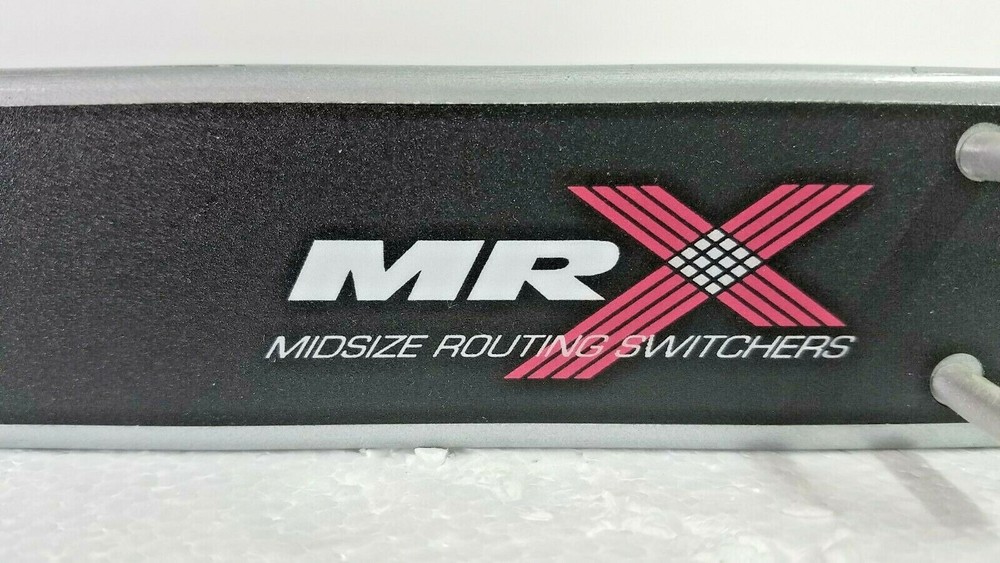 MRX
MIDSIZE ROUTING SWITCHERS